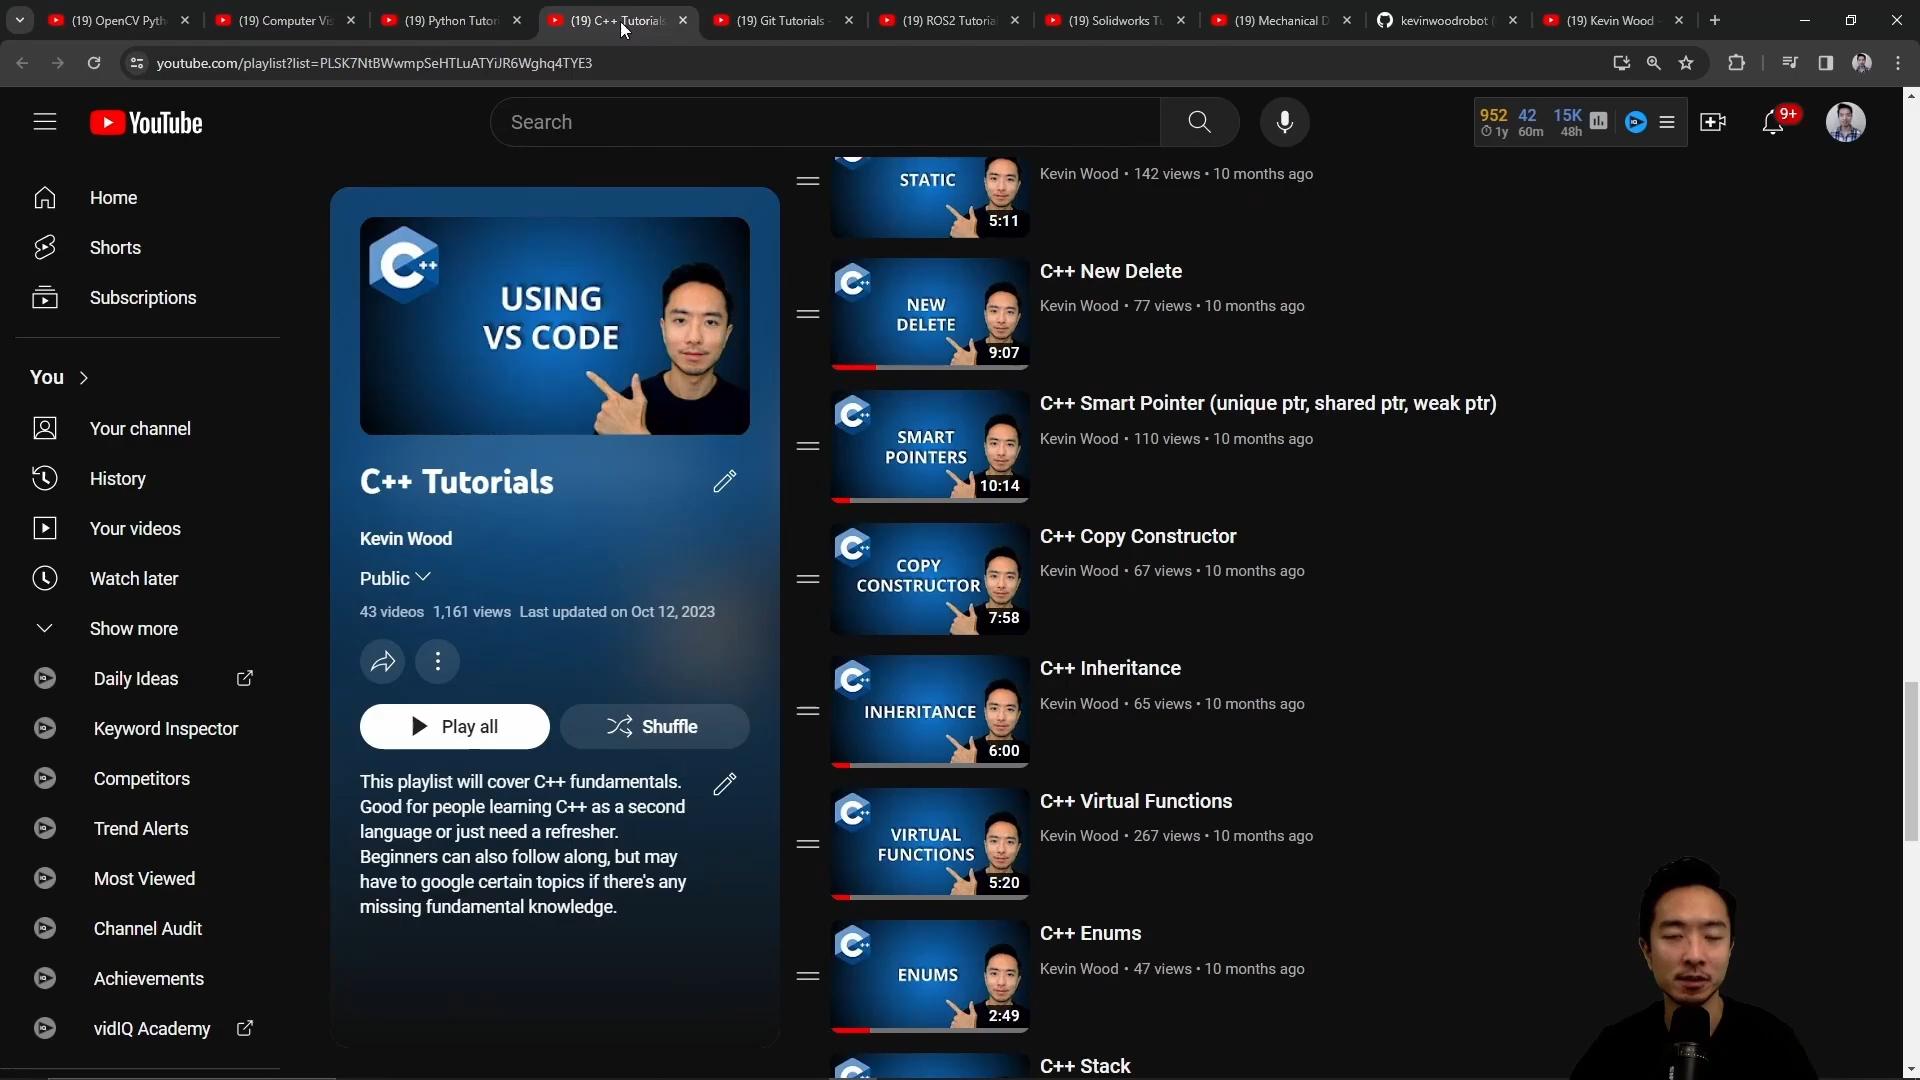 (19) OpenCV Pyth
(19) Computer Vis
(19) Python Tutori
(19) C++ Tutorials
(19) Git Tutorials -
(19) ROS2 Tutoria
(19) Solidworks Tu
(19) Mechanical D
kevinwoodrobot (
(19) Kevin Wood -
youtube.com/playlist?list=PLSK7NtBWwmpSeHTLuATYiJR6Wghq4TYE3
YouTube
Search
952 42 15K
1y 60m 48h
9+
Home
Shorts
Subscriptions
You
Your channel
History
Your videos
Watch later
Show more
Daily Ideas
Keyword Inspector
Competitors
Trend Alerts
Most Viewed
Channel Audit
Achievements
vidIQ Academy
C++
USING
VS CODE
C++ Tutorials
Kevin Wood
Public
43 videos 1,161 views Last updated on Oct 12, 2023
Play all
Shuffle
This playlist will cover C++ fundamentals.
Good for people learning C++ as a second
language or just need a refresher.
Beginners can also follow along, but may
have to google certain topics if there's any
missing fundamental knowledge.
STATIC
5:11
Kevin Wood • 142 views • 10 months ago
C++
NEW
DELETE
9:07
C++ New Delete
Kevin Wood • 77 views • 10 months ago
C++
SMART
POINTERS
10:14
C++ Smart Pointer (unique ptr, shared ptr, weak ptr)
Kevin Wood • 110 views • 10 months ago
C++
COPY
CONSTRUCTOR
7:58
C++ Copy Constructor
Kevin Wood • 67 views • 10 months ago
C++
INHERITANCE
6:00
C++ Inheritance
Kevin Wood • 65 views • 10 months ago
C++
VIRTUAL
FUNCTIONS
5:20
C++ Virtual Functions
Kevin Wood • 267 views • 10 months ago
C++
ENUMS
2:49
C++ Enums
Kevin Wood • 47 views • 10 months ago
C++ Stack